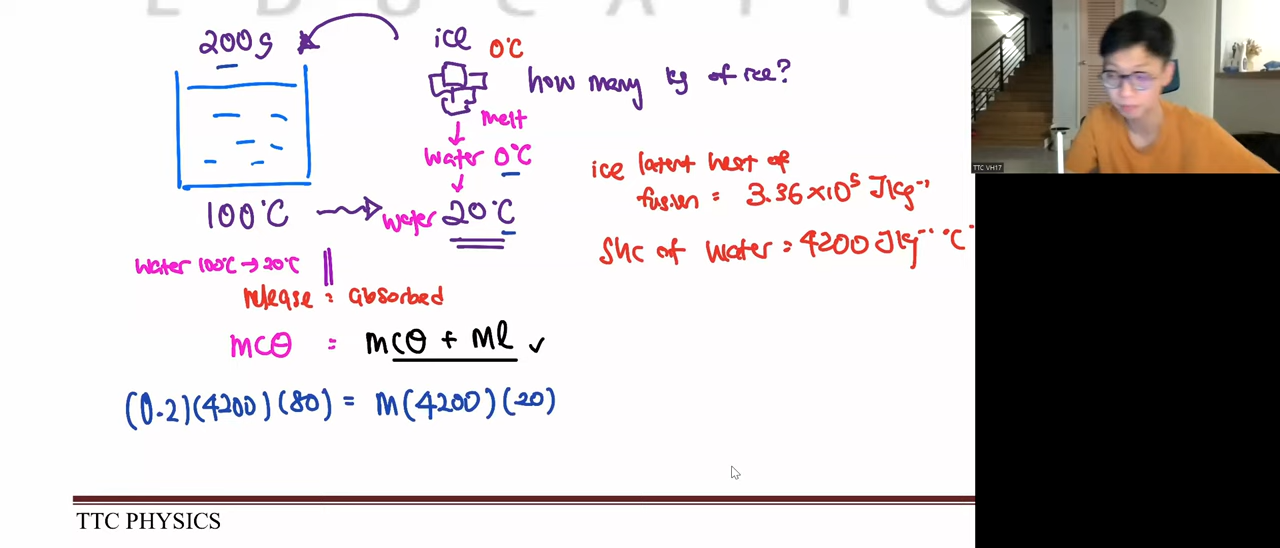 EDUCATION
200g
ice 0°C
how many kg of ice?
melt
water 0°C
100°C
water 20°C
ice latent heat of
fusion = 3.36×10⁵ Jkg⁻¹
SHC of water = 4200 Jkg⁻¹ °C⁻
water 100°C → 20°C
release = absorbed
mcθ = mcθ + ml ✓
(0.2)(4200)(80) = m(4200)(20)
TTC PHYSICS
TTC VH17